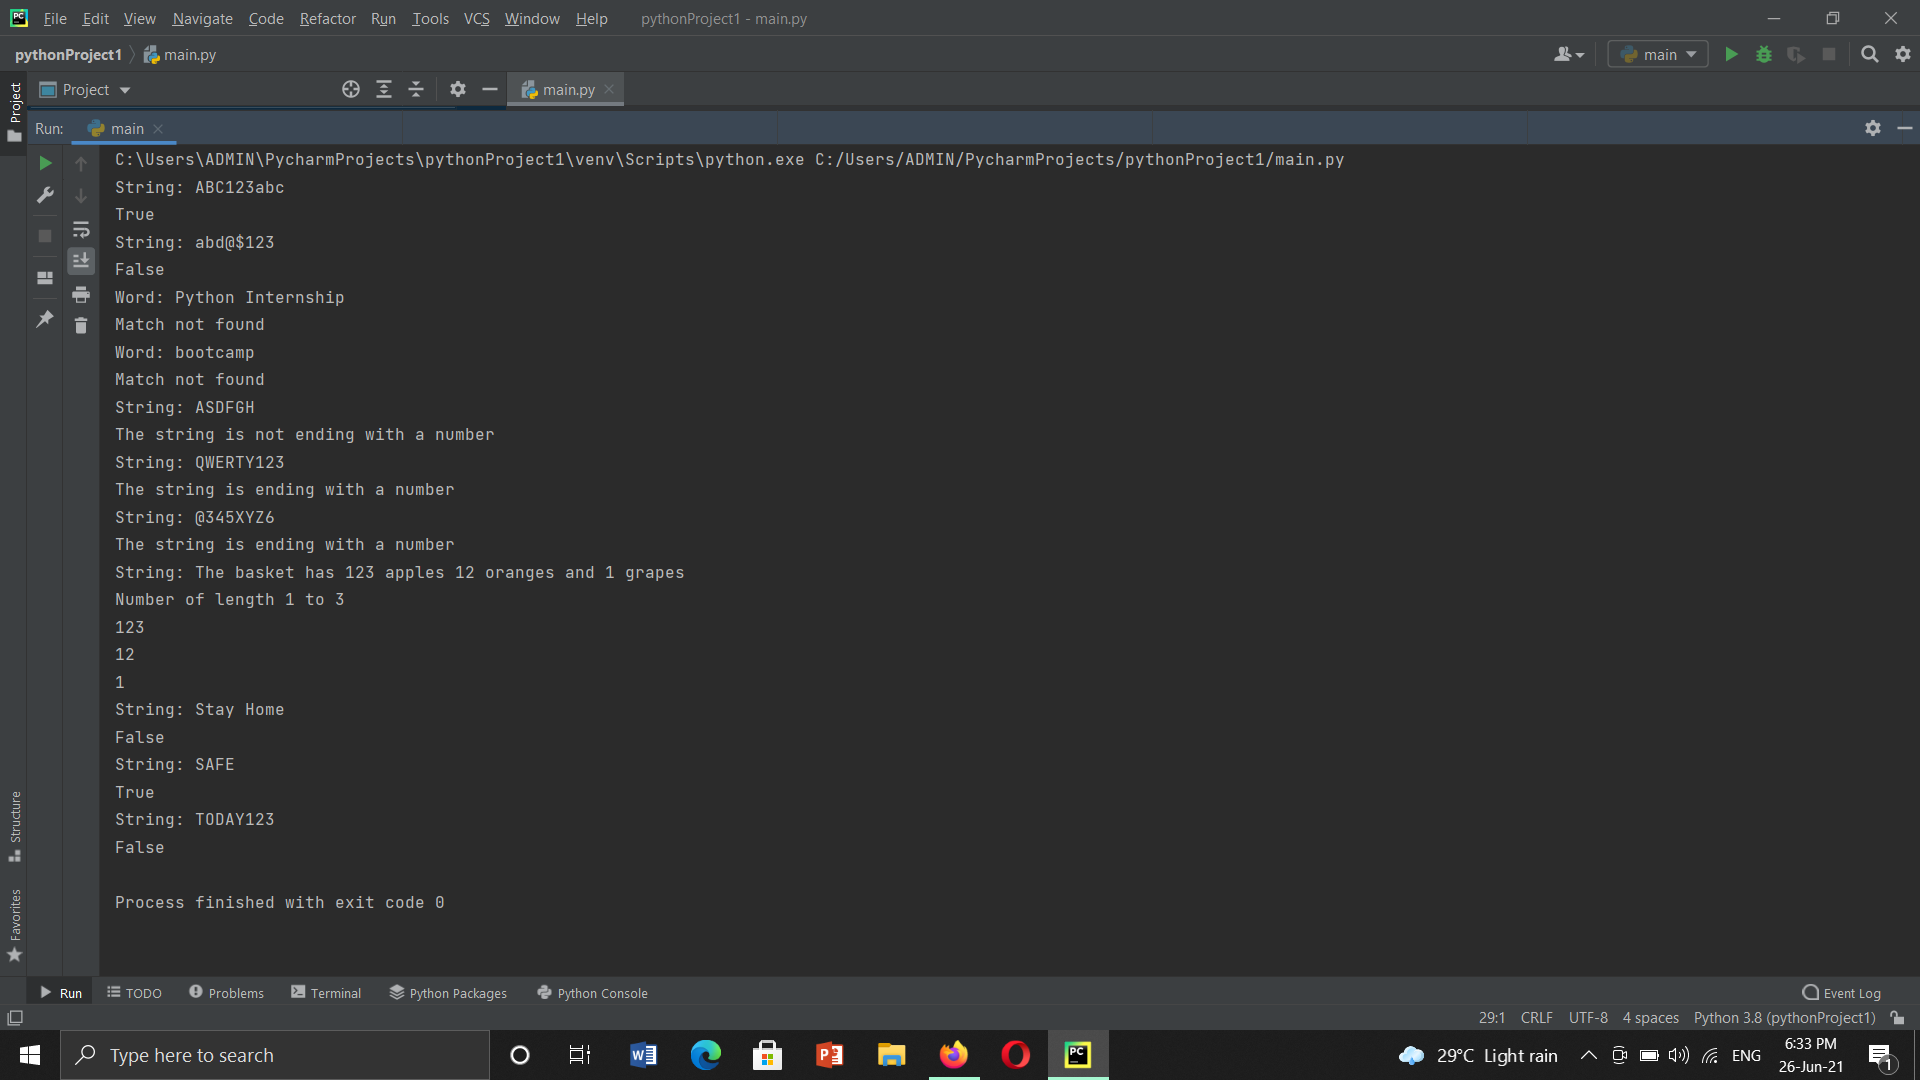 File Edit View Navigate Code Refactor Run Tools VCS Window Help pythonProject1 - main.py
pythonProject1 main.py main
Project main.py
Project
Run: main
C:\Users\ADMIN\PycharmProjects\pythonProject1\venv\Scripts\python.exe C:/Users/ADMIN/PycharmProjects/pythonProject1/main.py
String: ABC123abc
True
String: abd@$123
False
Word: Python Internship
Match not found
Word: bootcamp
Match not found
String: ASDFGH
The string is not ending with a number
String: QWERTY123
The string is ending with a number
String: @345XYZ6
The string is ending with a number
String: The basket has 123 apples 12 oranges and 1 grapes
Number of length 1 to 3
123
12
1
String: Stay Home
False
String: SAFE
True
String: TODAY123
False
Process finished with exit code 0
Structure
Favorites
Run TODO Problems Terminal Python Packages Python Console Event Log
29:1 CRLF UTF-8 4 spaces Python 3.8 (pythonProject1)
Type here to search 29°C Light rain ENG 6:33 PM
26-Jun-21 1